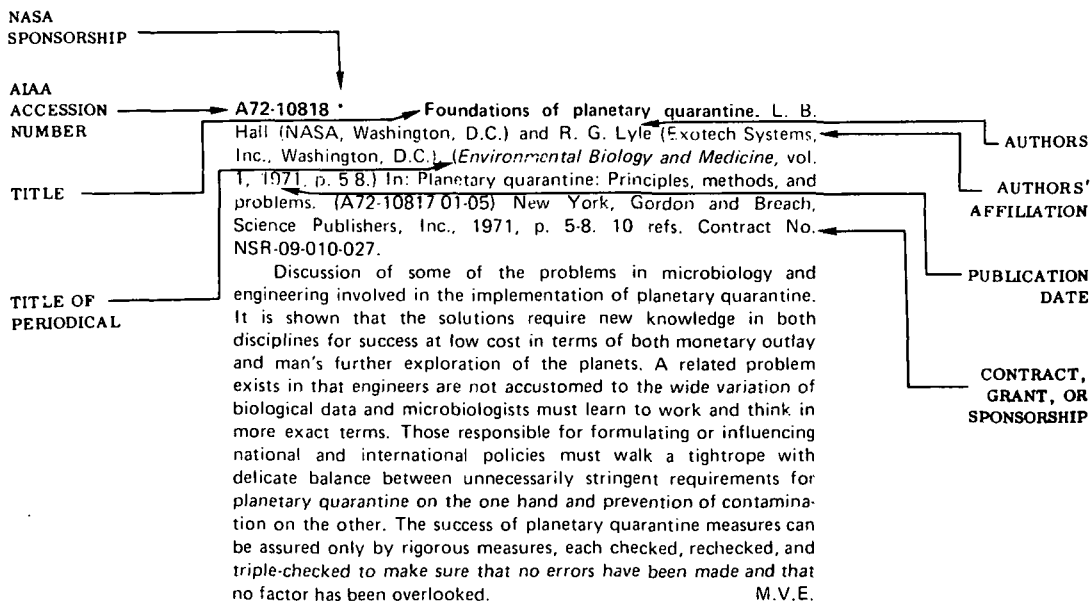 NASA
SPONSORSHIP
AIAA
ACCESSION
NUMBER
TITLE
TITLE OF
PERIODICAL
A72-10818 * Foundations of planetary quarantine. L. B.
Hall (NASA, Washington, D.C.) and R. G. Lyle (Exotech Systems,
Inc., Washington, D.C.). (Environmental Biology and Medicine, vol.
1, 1971, p. 5-8.) In: Planetary quarantine: Principles, methods, and
problems. (A72-10817 01-05) New York, Gordon and Breach,
Science Publishers, Inc., 1971, p. 5-8. 10 refs. Contract No.
NSR-09-010-027.
Discussion of some of the problems in microbiology and
engineering involved in the implementation of planetary quarantine.
It is shown that the solutions require new knowledge in both
disciplines for success at low cost in terms of both monetary outlay
and man's further exploration of the planets. A related problem
exists in that engineers are not accustomed to the wide variation of
biological data and microbiologists must learn to work and think in
more exact terms. Those responsible for formulating or influencing
national and international policies must walk a tightrope with
delicate balance between unnecessarily stringent requirements for
planetary quarantine on the one hand and prevention of contamina-
tion on the other. The success of planetary quarantine measures can
be assured only by rigorous measures, each checked, rechecked, and
triple-checked to make sure that no errors have been made and that
no factor has been overlooked. M.V.E.
AUTHORS
AUTHORS'
AFFILIATION
PUBLICATION
DATE
CONTRACT,
GRANT, OR
SPONSORSHIP